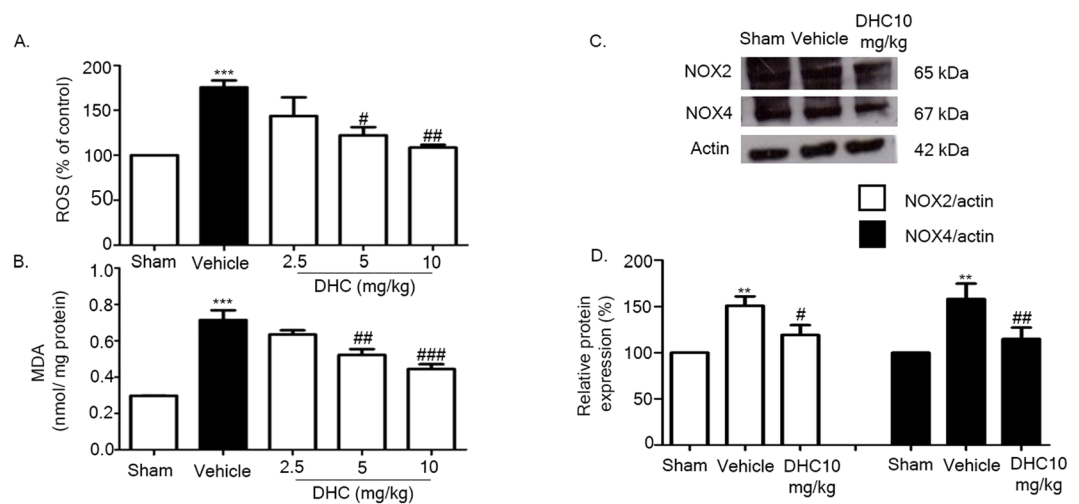 A.
200
150
100
50
0
ROS (% of control)
***
#
##
Sham
Vehicle
2.5
5
10
DHC (mg/kg)
B.
1.0
0.8
0.6
0.4
0.2
0.0
MDA
(nmol/ mg protein)
***
##
###
Sham
Vehicle
2.5
5
10
DHC (mg/kg)
C.
Sham Vehicle DHC10
mg/kg
NOX2 65 kDa
NOX4 67 kDa
Actin 42 kDa
NOX2/actin
NOX4/actin
D.
200
150
100
50
0
Relative protein
expression (%)
**
#
**
##
Sham Vehicle DHC10
mg/kg
Sham Vehicle DHC10
mg/kg